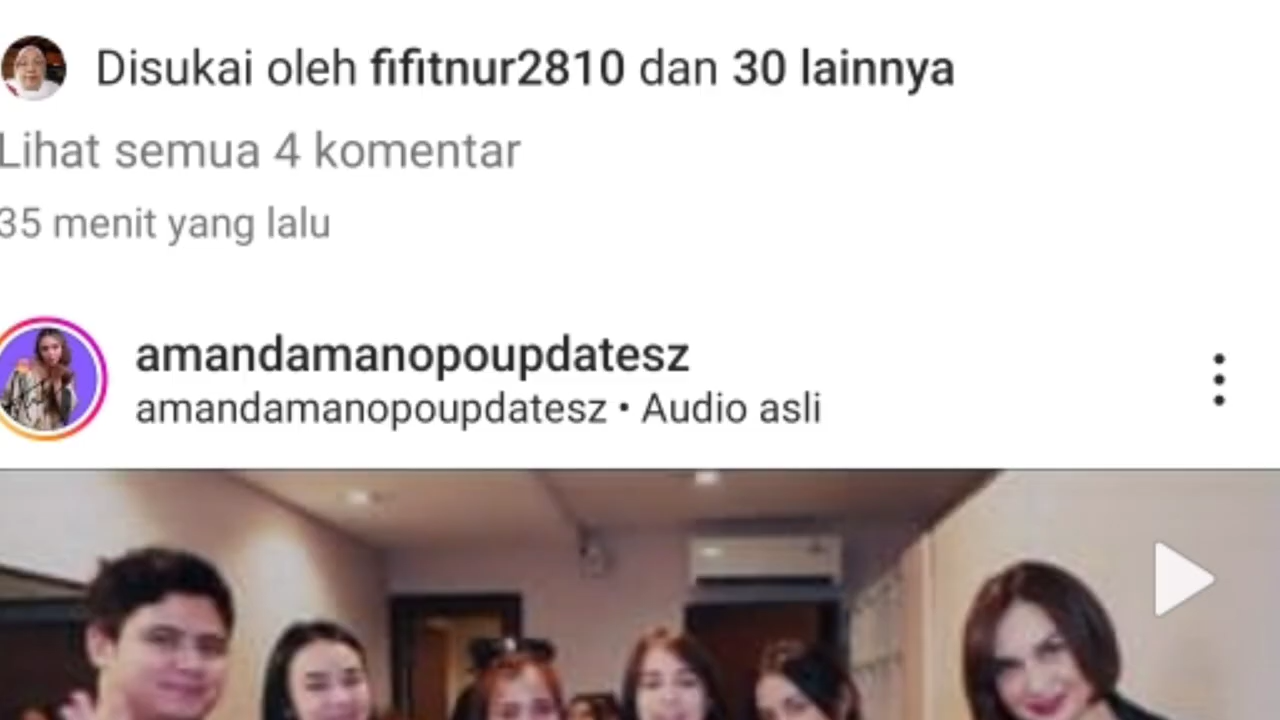 Disukai oleh fifitnur2810 dan 30 lainnya
Lihat semua 4 komentar
35 menit yang lalu
amandamanopoupdatesz
amandamanopoupdatesz • Audio asli